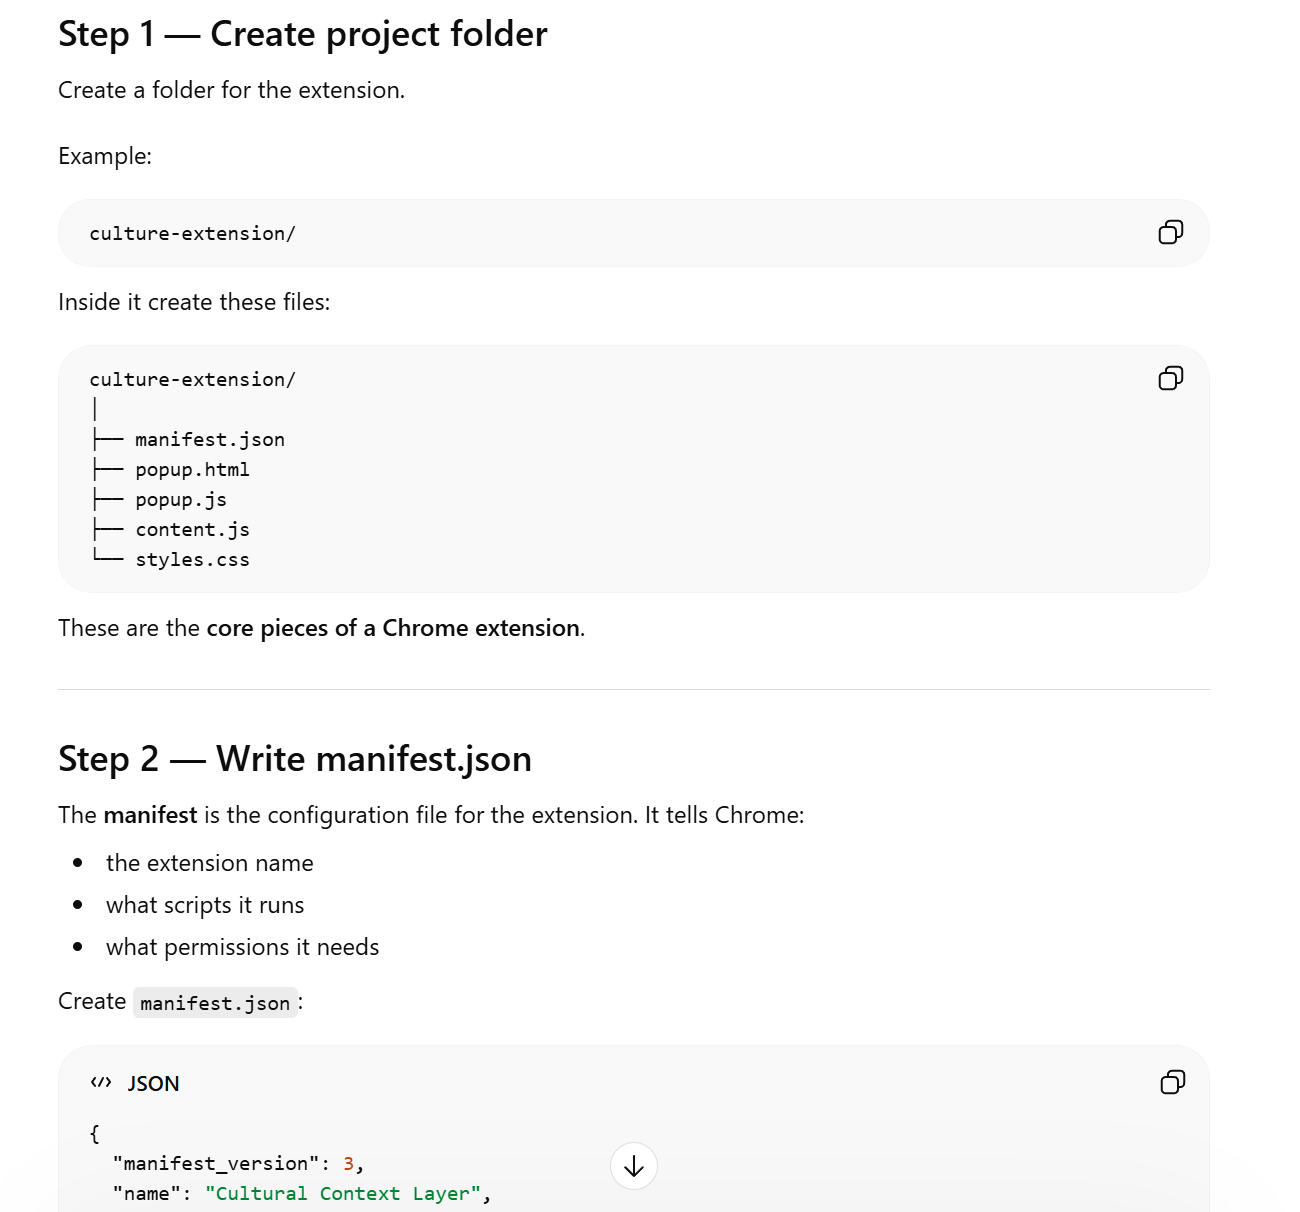 Step 1 — Create project folder
Create a folder for the extension.
Example:
culture-extension/
Inside it create these files:
culture-extension/
│
├── manifest.json
├── popup.html
├── popup.js
├── content.js
└── styles.css
These are the core pieces of a Chrome extension.
Step 2 — Write manifest.json
The manifest is the configuration file for the extension. It tells Chrome:
• the extension name
• what scripts it runs
• what permissions it needs
Create manifest.json:
</> JSON
{
"manifest_version": 3,
"name": "Cultural Context Layer",